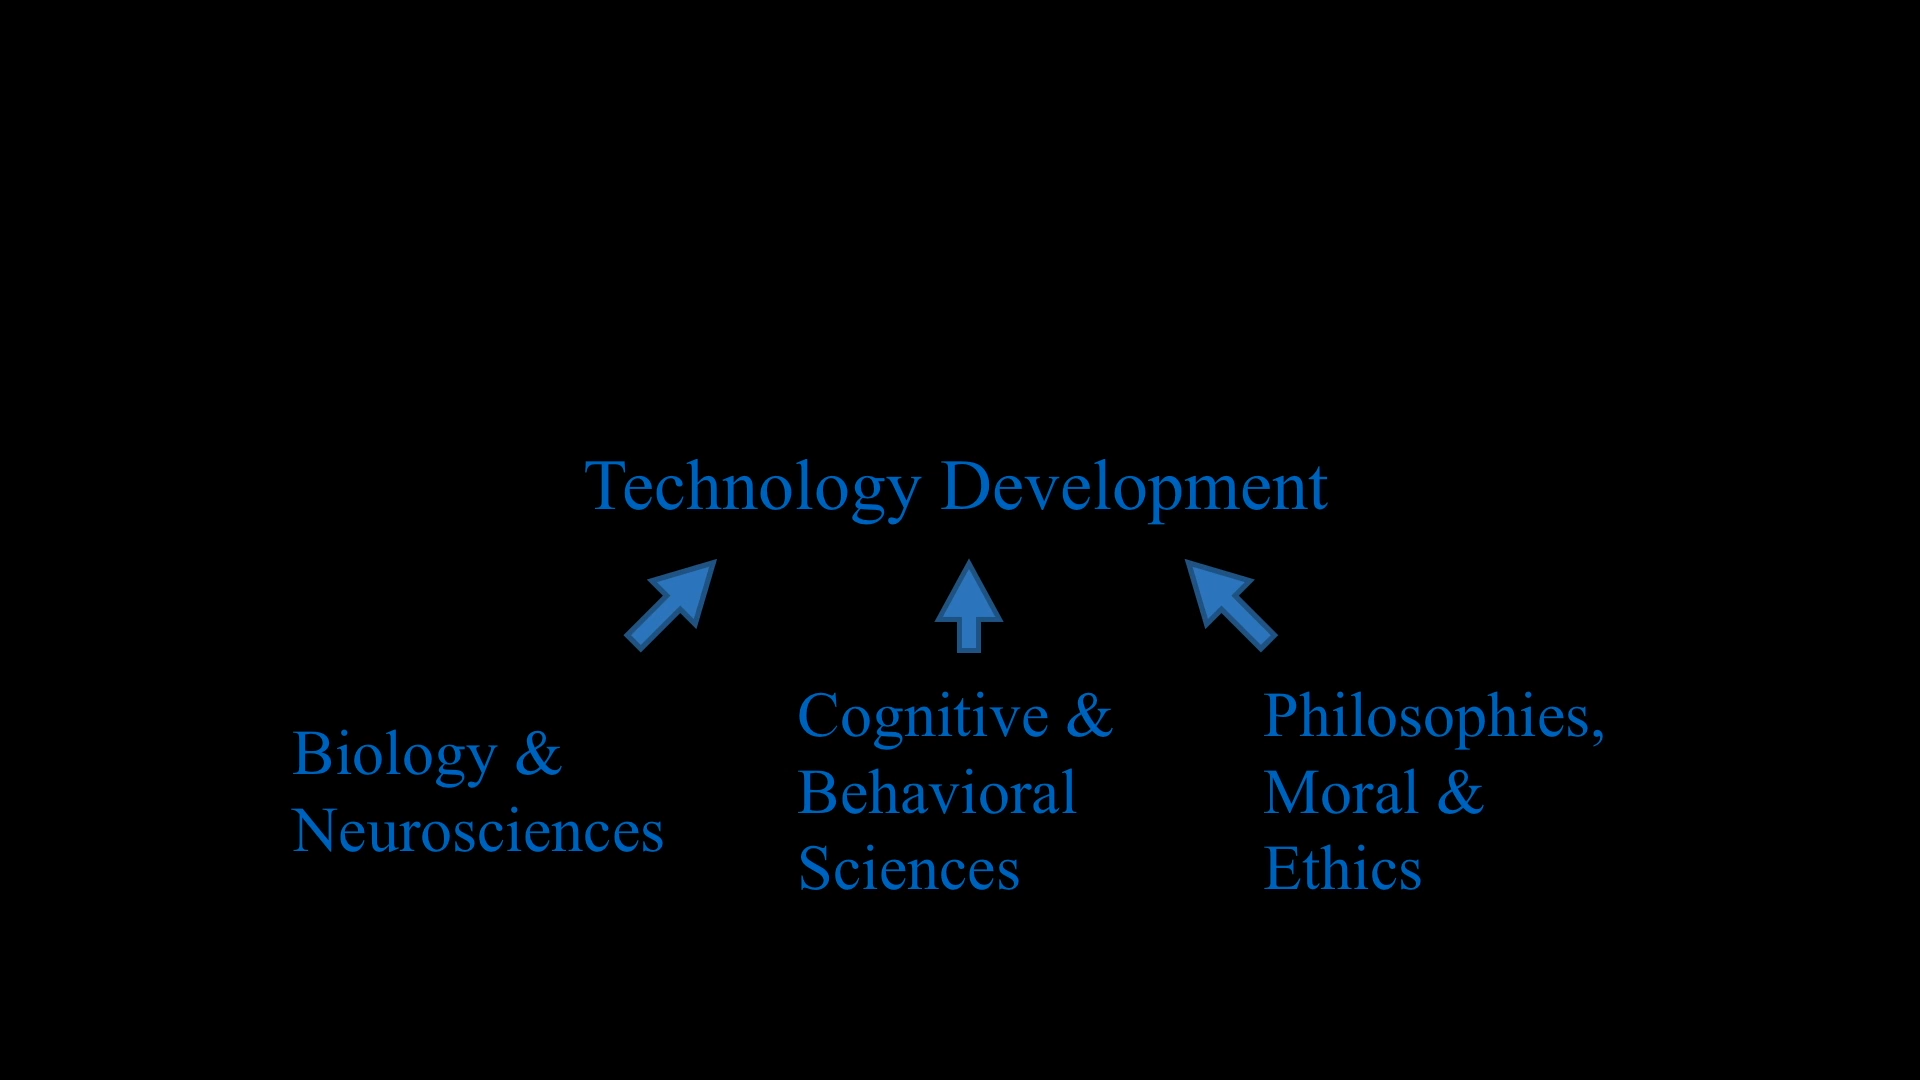 Technology Development
Biology &
Neurosciences
Cognitive &
Behavioral
Sciences
Philosophies,
Moral &
Ethics